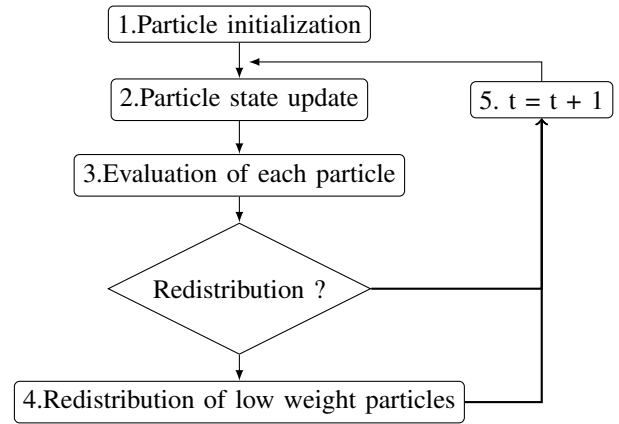 1.Particle initialization
2.Particle state update
5. t = t + 1
3.Evaluation of each particle
Redistribution ?
4.Redistribution of low weight particles